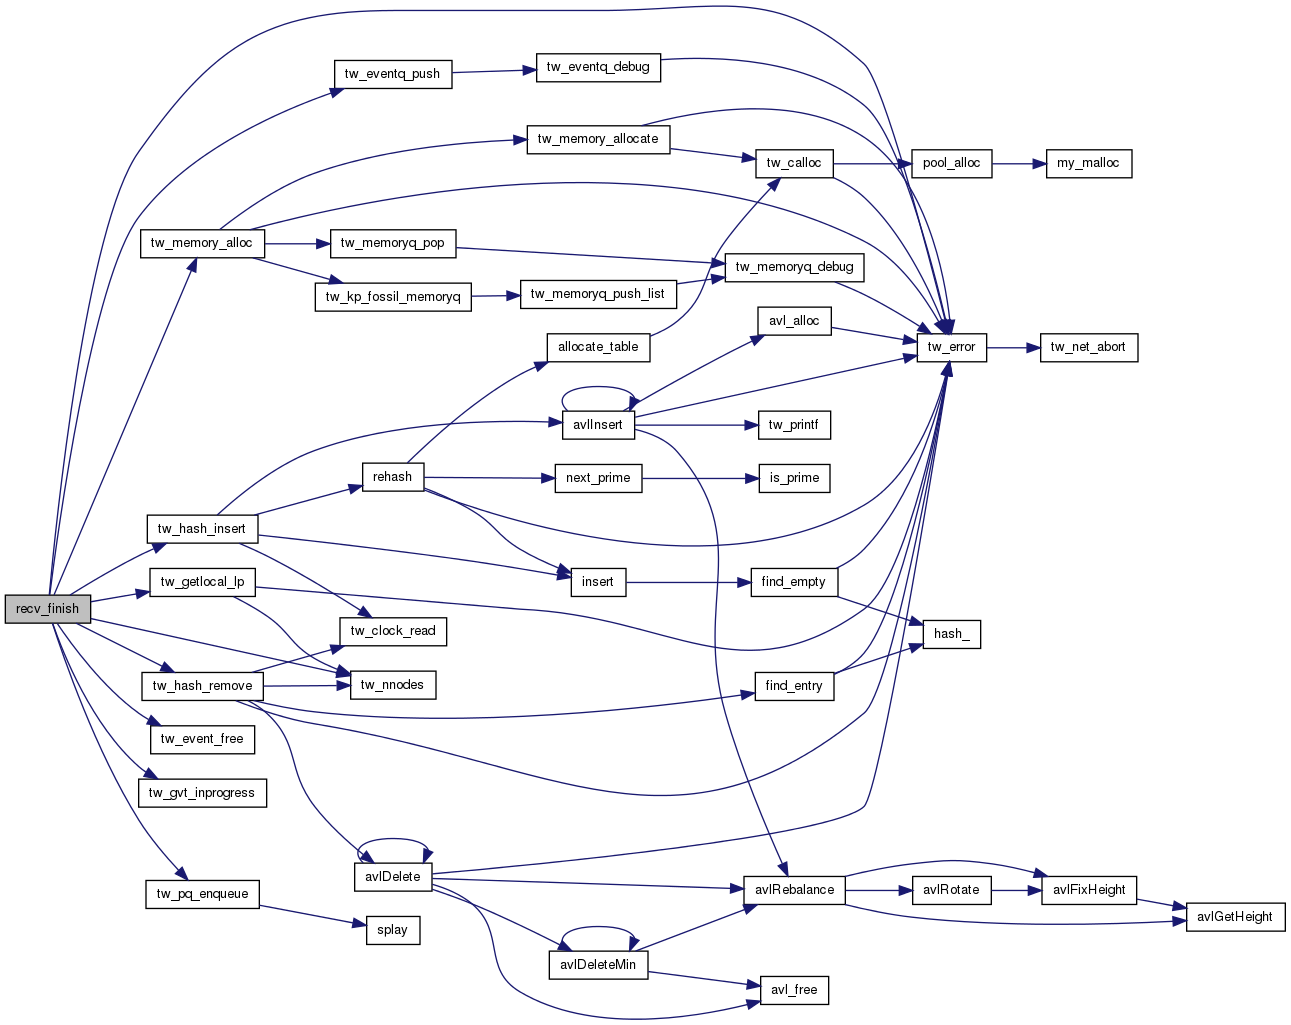 tw_eventq_push
tw_eventq_debug
tw_memory_allocate
tw_calloc
pool_alloc
my_malloc
tw_memory_alloc
tw_memoryq_pop
tw_memoryq_debug
tw_kp_fossil_memoryq
tw_memoryq_push_list
avl_alloc
allocate_table
tw_error
tw_net_abort
avlInsert
tw_printf
rehash
next_prime
is_prime
tw_hash_insert
tw_getlocal_lp
insert
find_empty
recv_finish
tw_clock_read
hash_
tw_hash_remove
tw_nnodes
find_entry
tw_event_free
tw_gvt_inprogress
avlDelete
tw_pq_enqueue
avlRebalance
avlRotate
avlFixHeight
avlGetHeight
splay
avlDeleteMin
avl_free